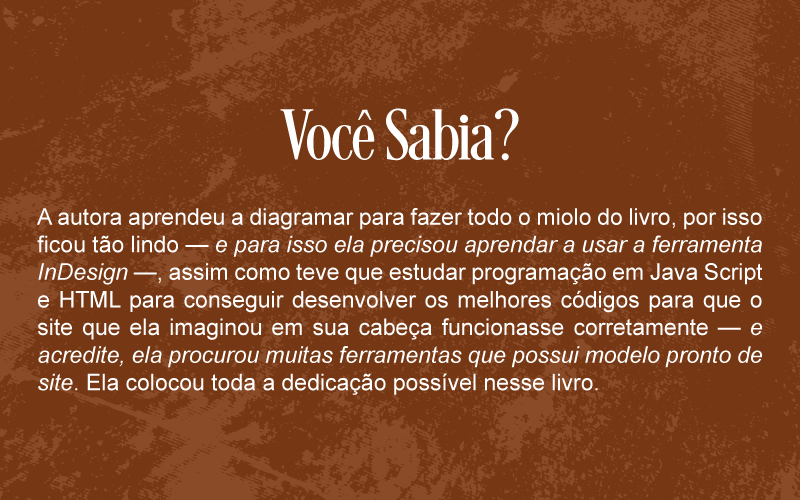 Você Sabia?
A autora aprendeu a diagramar para fazer todo o miolo do livro, por isso
ficou tão lindo — e para isso ela precisou aprendar a usar a ferramenta
InDesign —, assim como teve que estudar programação em Java Script
e HTML para conseguir desenvolver os melhores códigos para que o
site que ela imaginou em sua cabeça funcionasse corretamente — e
acredite, ela procurou muitas ferramentas que possui modelo pronto de
site. Ela colocou toda a dedicação possível nesse livro.